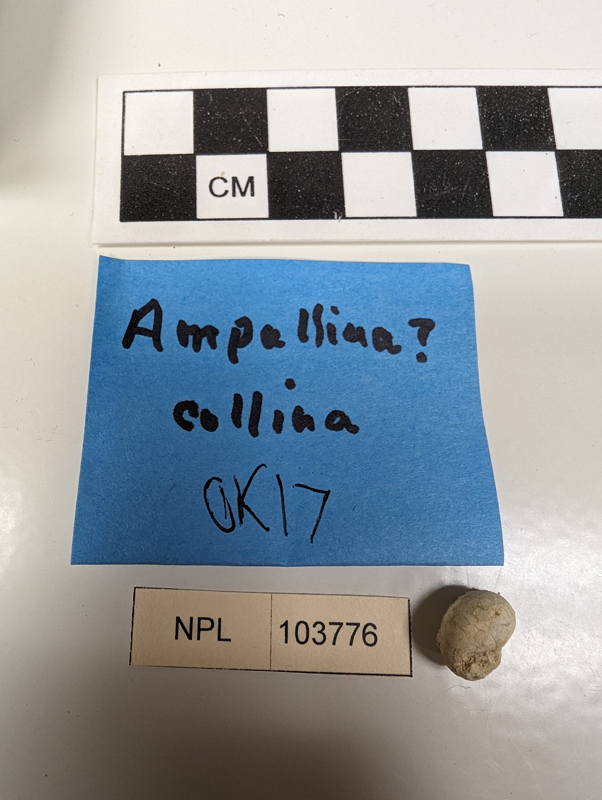 CM
Ampullina?
collina
OK17
NPL 103776